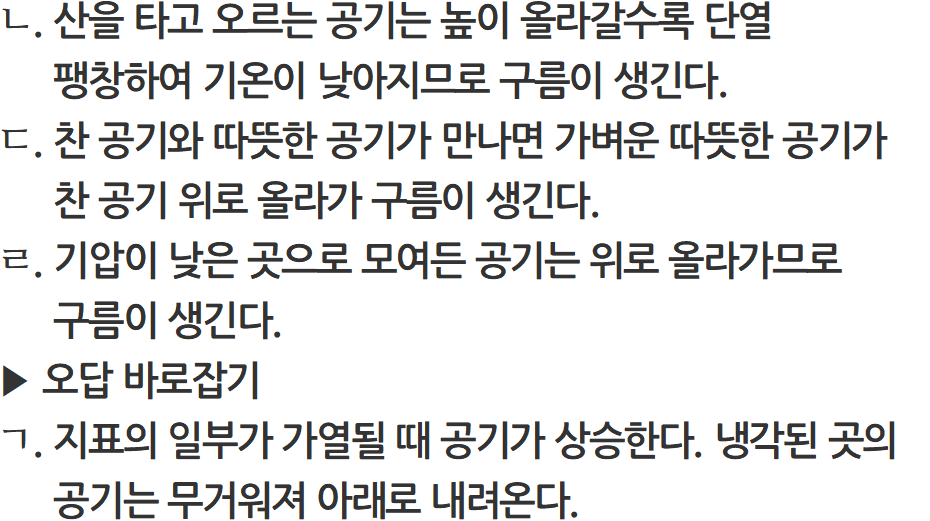 ㄴ. 산을 타고 오르는 공기는 높이 올라갈수록 단열
팽창하여 기온이 낮아지므로 구름이 생긴다.
ㄷ. 찬 공기와 따뜻한 공기가 만나면 가벼운 따뜻한 공기가
찬 공기 위로 올라가 구름이 생긴다.
ㄹ. 기압이 낮은 곳으로 모여든 공기는 위로 올라가므로
구름이 생긴다.
▶ 오답 바로잡기
ㄱ. 지표의 일부가 가열될 때 공기가 상승한다. 냉각된 곳의
공기는 무거워져 아래로 내려온다.